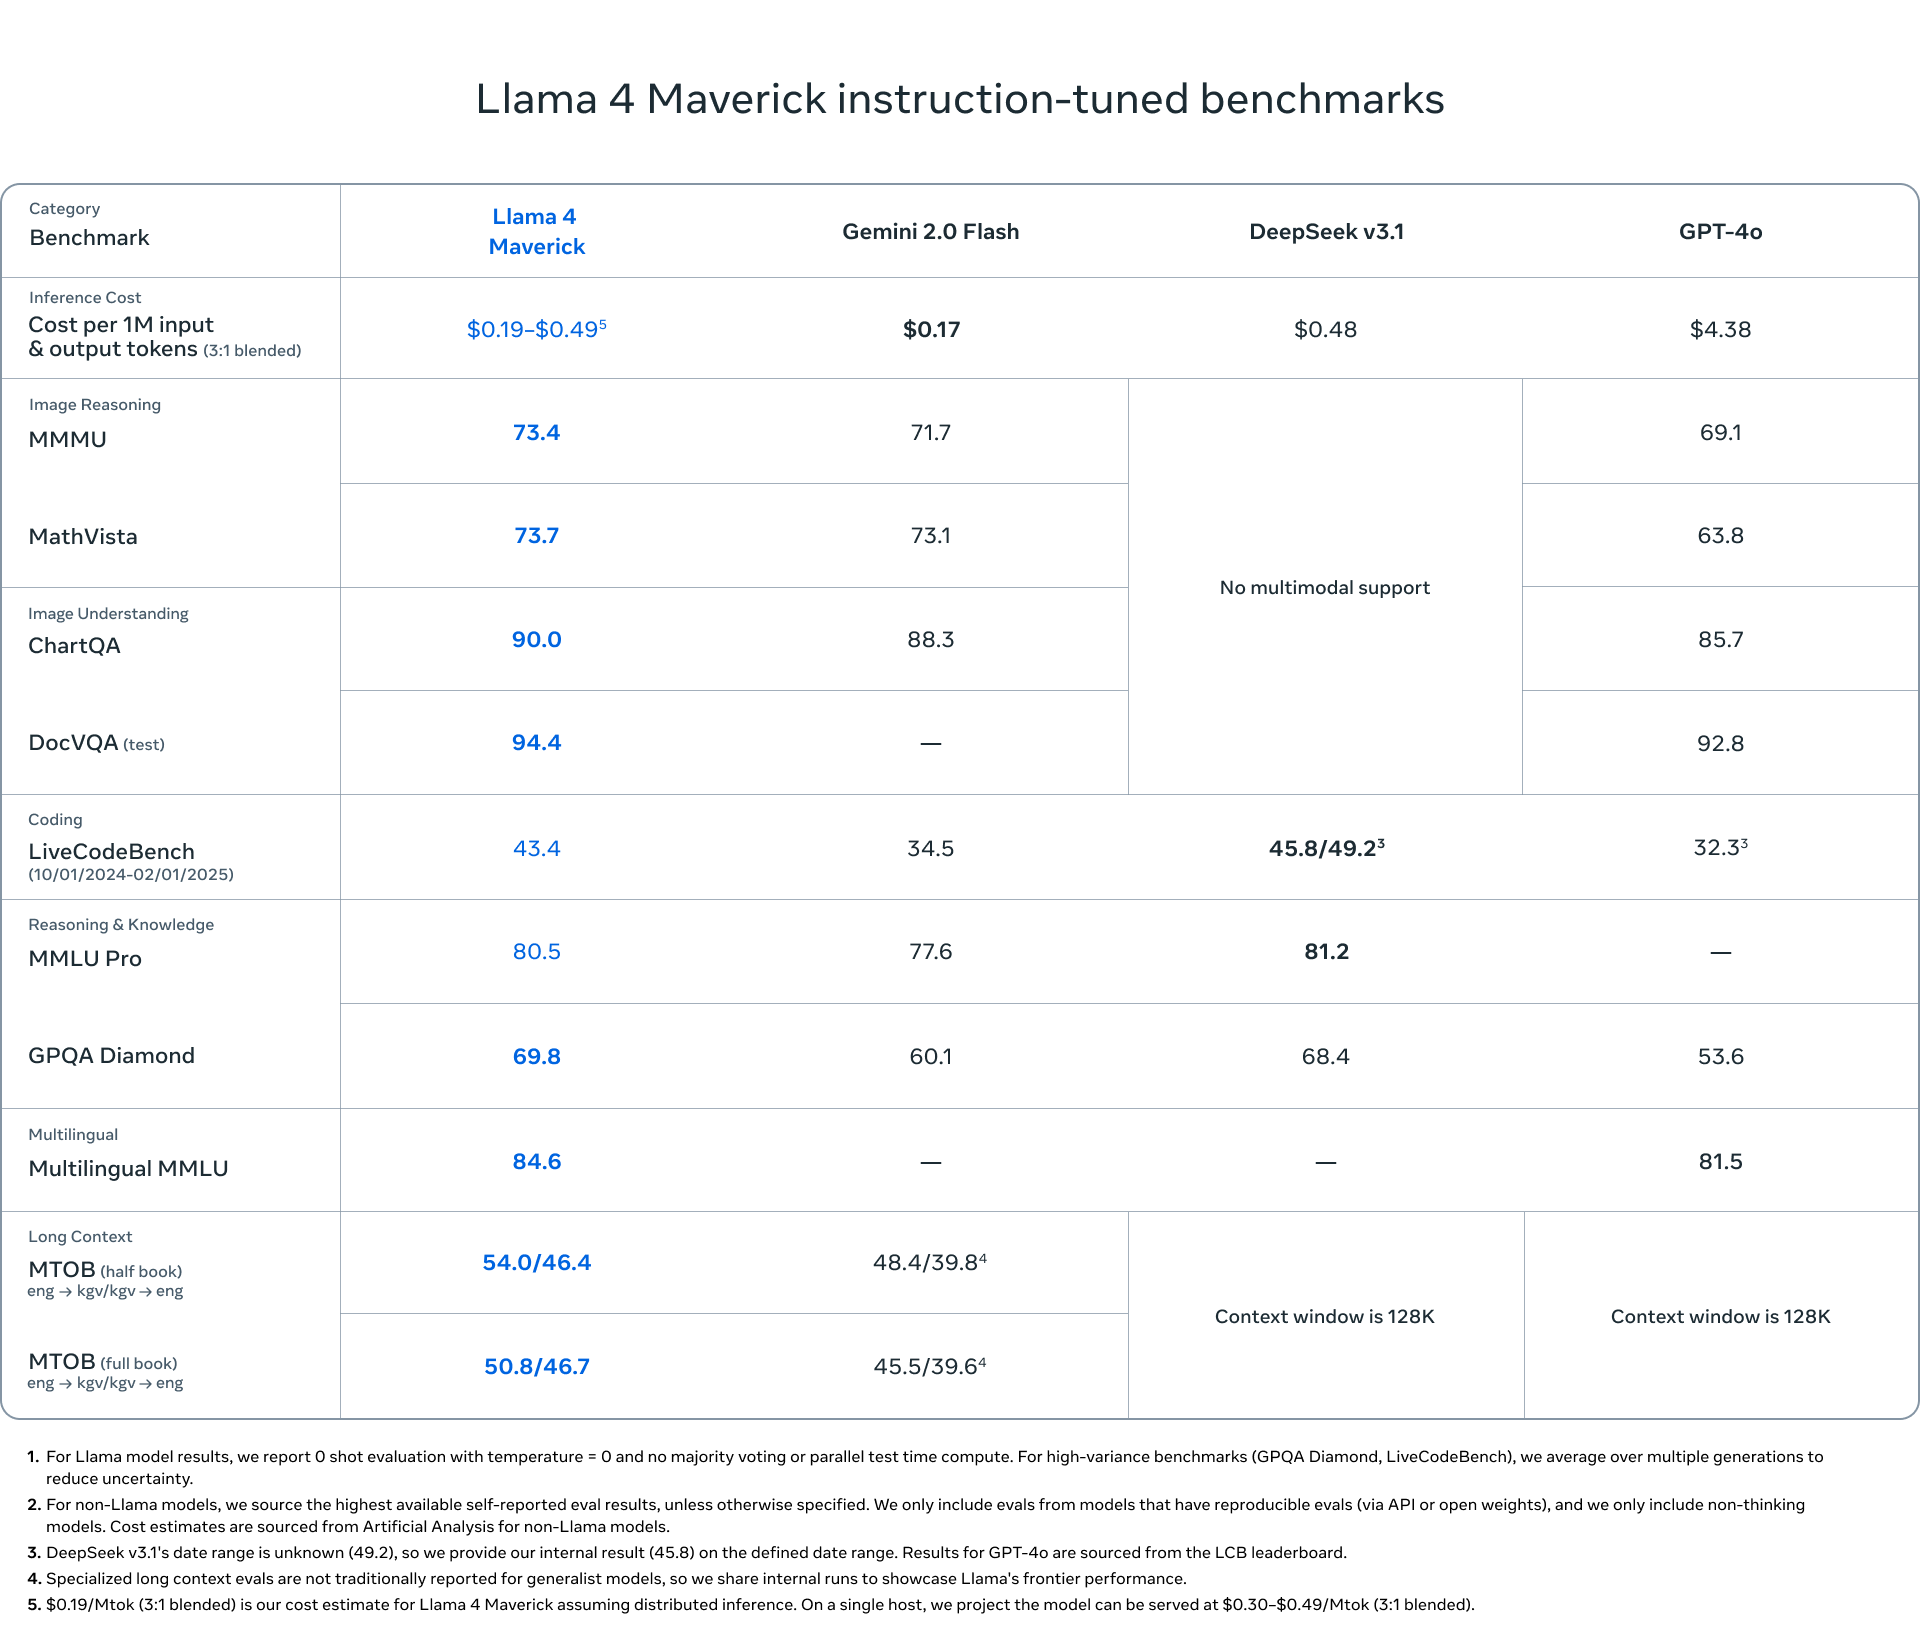 Llama 4 Maverick instruction-tuned benchmarks
Category
Benchmark
Llama 4
Maverick
Gemini 2.0 Flash
DeepSeek v3.1
GPT-4o
Inference Cost
Cost per 1M input
& output tokens (3:1 blended)
$0.19–$0.49⁵
$0.17
$0.48
$4.38
Image Reasoning
MMMU
73.4
71.7
69.1
MathVista
73.7
73.1
63.8
No multimodal support
Image Understanding
ChartQA
90.0
88.3
85.7
DocVQA (test)
94.4
—
92.8
Coding
LiveCodeBench
(10/01/2024-02/01/2025)
43.4
34.5
45.8/49.2³
32.3³
Reasoning & Knowledge
MMLU Pro
80.5
77.6
81.2
—
GPQA Diamond
69.8
60.1
68.4
53.6
Multilingual
Multilingual MMLU
84.6
—
—
81.5
Long Context
MTOB (half book)
eng → kgv/kgv → eng
54.0/46.4
48.4/39.8⁴
Context window is 128K
Context window is 128K
MTOB (full book)
eng → kgv/kgv → eng
50.8/46.7
45.5/39.6⁴
1. For Llama model results, we report 0 shot evaluation with temperature = 0 and no majority voting or parallel test time compute. For high-variance benchmarks (GPQA Diamond, LiveCodeBench), we average over multiple generations to
reduce uncertainty.
2. For non-Llama models, we source the highest available self-reported eval results, unless otherwise specified. We only include evals from models that have reproducible evals (via API or open weights), and we only include non-thinking
models. Cost estimates are sourced from Artificial Analysis for non-Llama models.
3. DeepSeek v3.1's date range is unknown (49.2), so we provide our internal result (45.8) on the defined date range. Results for GPT-4o are sourced from the LCB leaderboard.
4. Specialized long context evals are not traditionally reported for generalist models, so we share internal runs to showcase Llama's frontier performance.
5. $0.19/Mtok (3:1 blended) is our cost estimate for Llama 4 Maverick assuming distributed inference. On a single host, we project the model can be served at $0.30–$0.49/Mtok (3:1 blended).